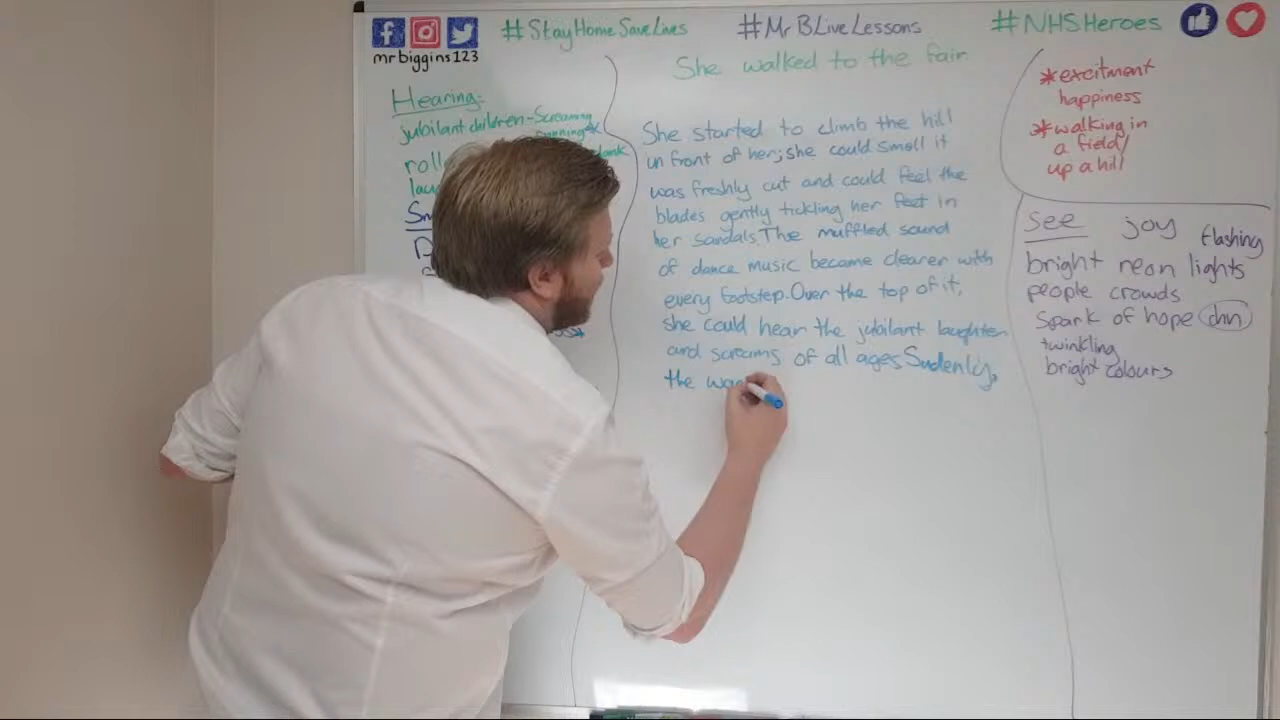 #StayHomeSaveLives
#MrBLiveLessons
#NHSHeroes
mrbiggins123
She walked to the fair
Hearing:
jubilant children-Screaming
She started to climb the hill
in front of her; she could smell it
was freshly cut and could feel the
blades gently tickling her feet in
her sandals. The muffled sound
of dance music became clearer with
every footstep. Over the top of it,
she could hear the jubilant laughter
and screams of all ages Sudenly,
the
*excitment
happiness
*walking in
a field/
up a hill
see joy
flashing
bright neon lights
people crowds
Spark of hope
twinkling
bright colours